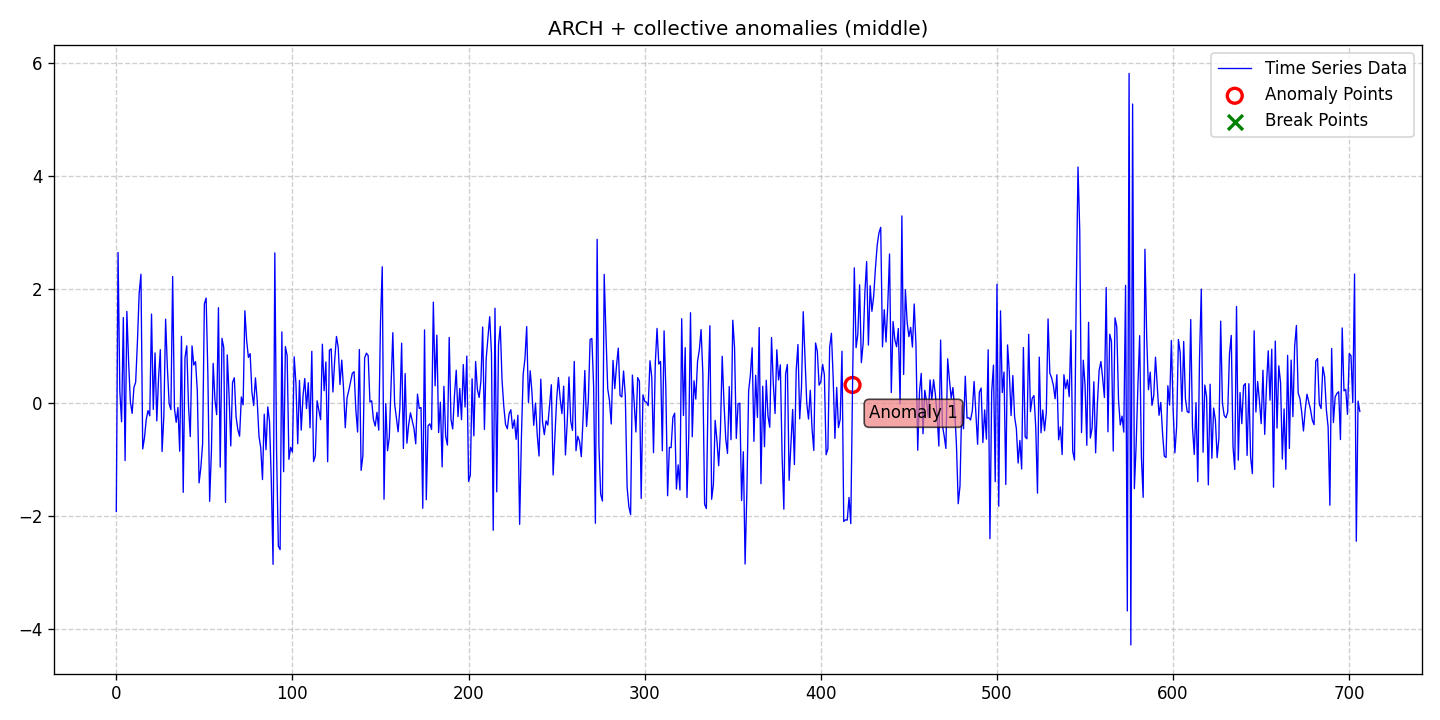 ARCH + collective anomalies (middle)
Time Series Data
Anomaly Points
Break Points
6
4
2
0
−2
−4
Anomaly 1
0
100
200
300
400
500
600
700